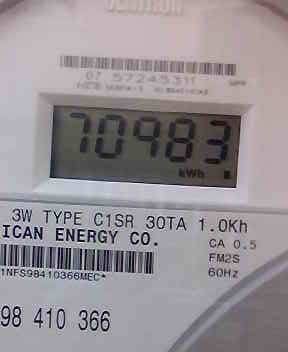 07 57245311
70983
kWh
3W TYPE C1SR 30TA 1.0Kh
ICAN ENERGY CO.
CA 0.5
FM2S
60Hz
1NFS98410366MEC*
98 410 366